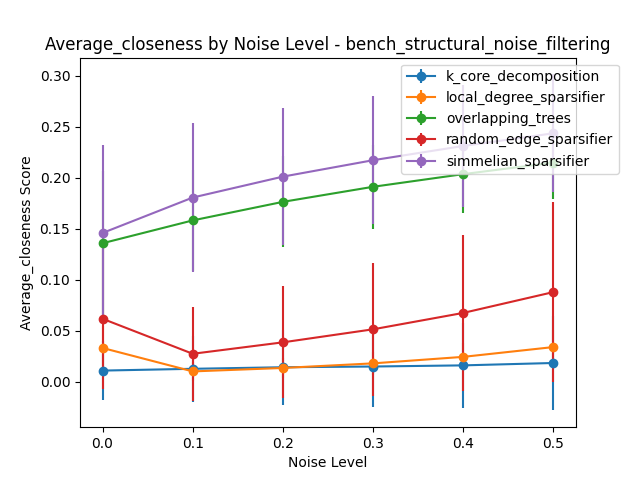 Average_closeness by Noise Level - bench_structural_noise_filtering
k_core_decomposition
local_degree_sparsifier
overlapping_trees
random_edge_sparsifier
simmelian_sparsifier
Average_closeness Score
0.30
0.25
0.20
0.15
0.10
0.05
0.00
0.0 0.1 0.2 0.3 0.4 0.5
Noise Level